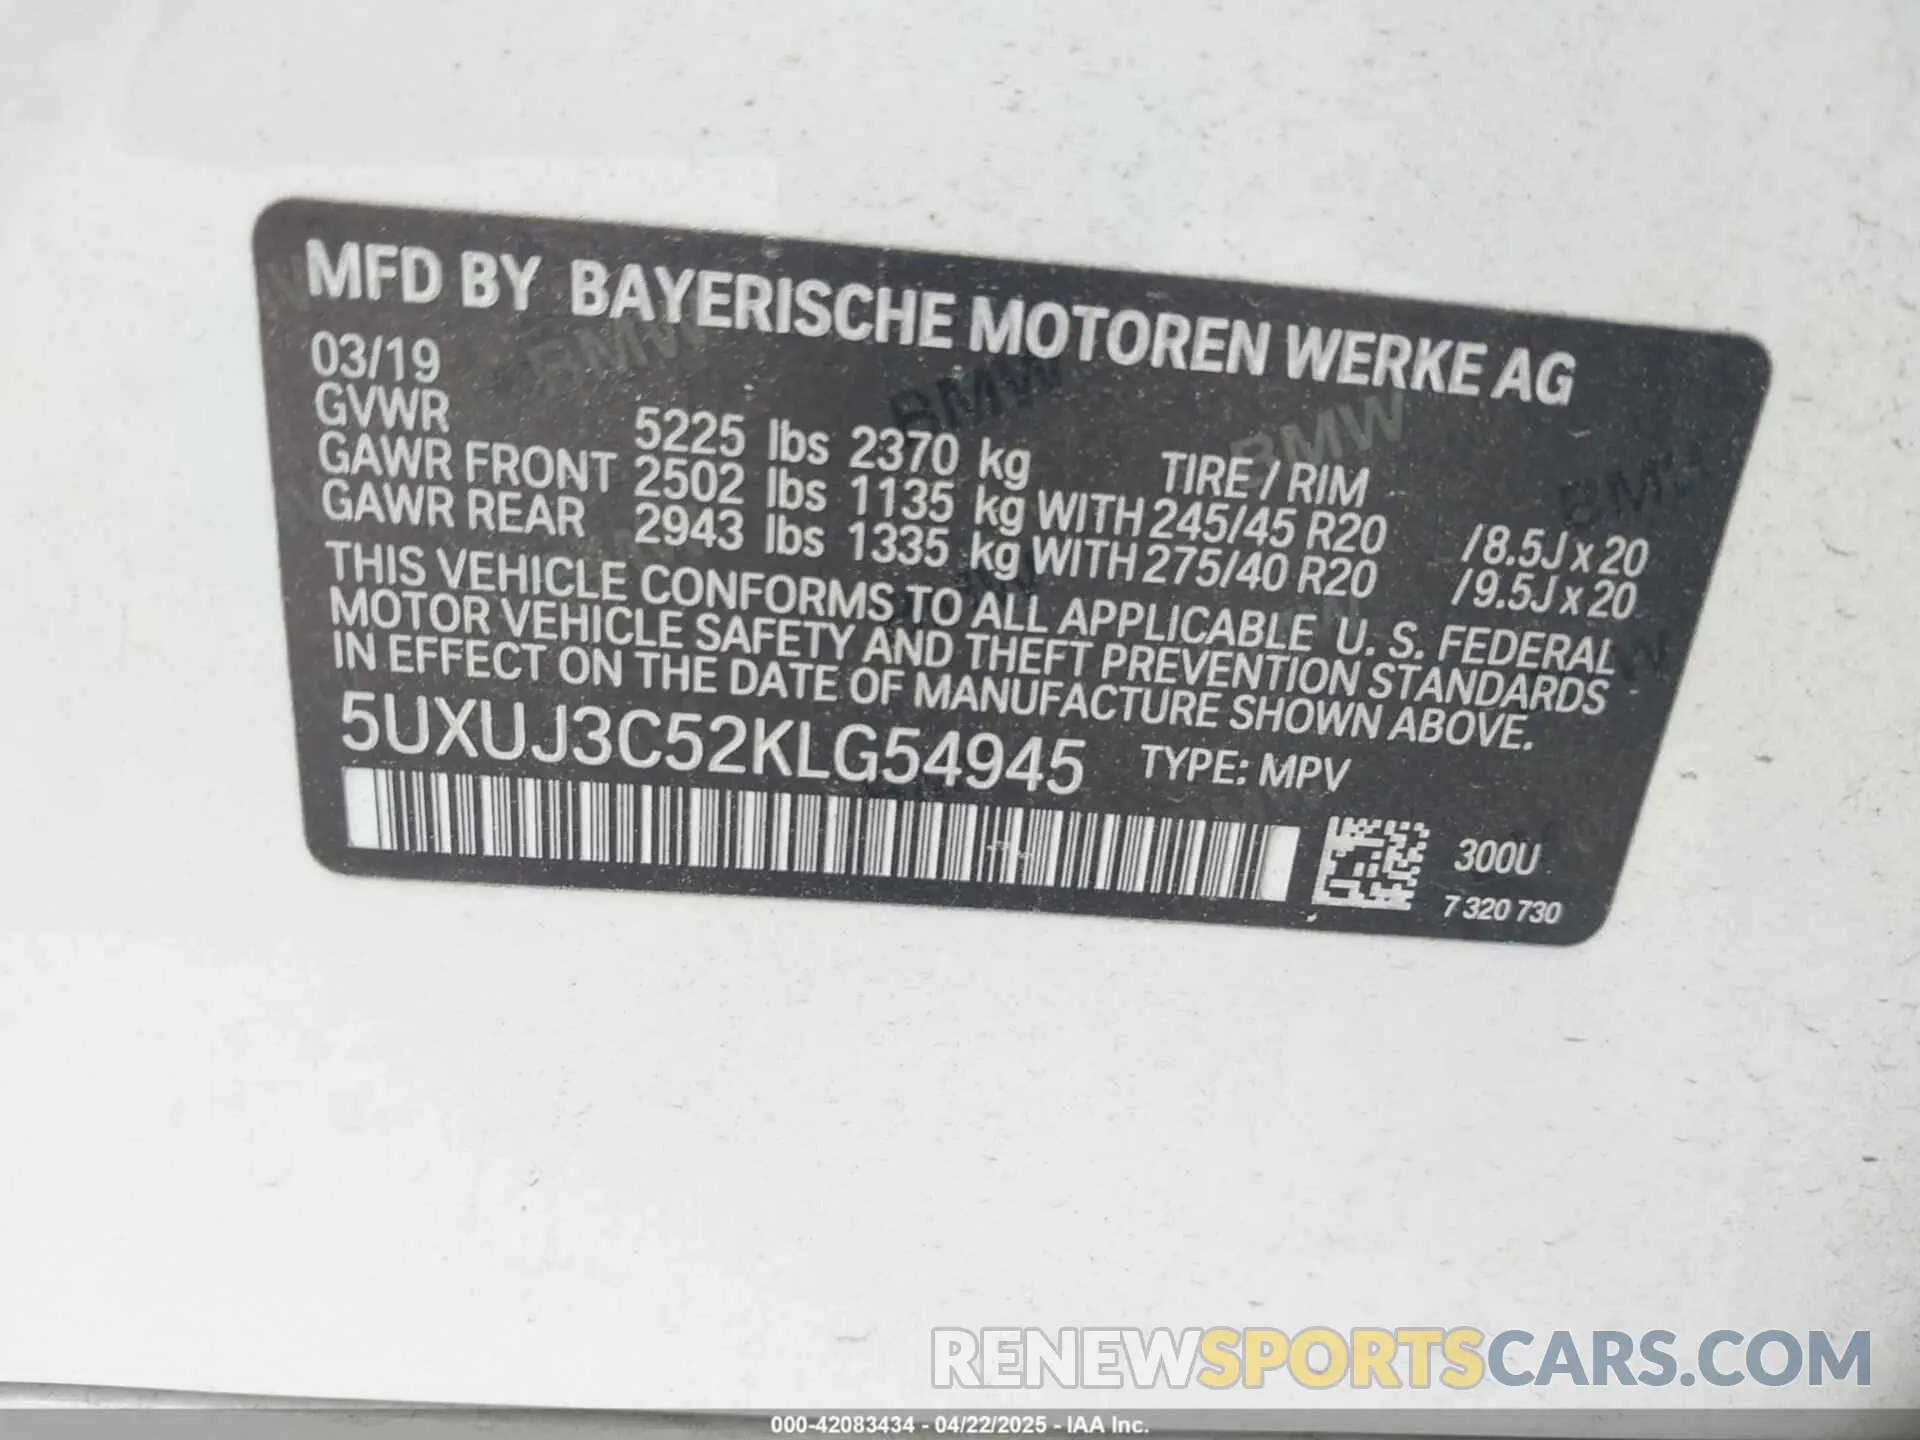 MFD BY BAYERISCHE MOTOREN WERKE AG
03/19
GVWR 5225 lbs 2370 kg TIRE / RIM
GAWR FRONT 2502 lbs 1135 kg WITH 245/45 R20 /8.5J x 20
GAWR REAR 2943 lbs 1335 kg WITH 275/40 R20 /9.5J x 20
THIS VEHICLE CONFORMS TO ALL APPLICABLE U. S. FEDERAL
MOTOR VEHICLE SAFETY AND THEFT PREVENTION STANDARDS
IN EFFECT ON THE DATE OF MANUFACTURE SHOWN ABOVE.
5UXUJ3C52KLG54945 TYPE: MPV
300U
7 320 730
RENEWSPORTSCARS.COM
000-42083434 - 04/22/2025 - IAA Inc.